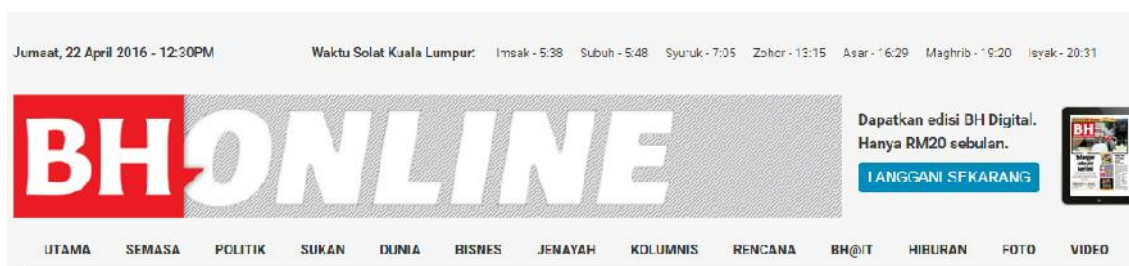 Jumaat, 22 April 2016 - 12:30PM Waktu Solat Kuala Lumpur: Imsak - 5:38 Subuh - 5:48 Syuruk - 7:05 Zohor - 13:15 Asar - 16:29 Maghrib - 19:20 Isyak - 20:31
BH ONLINE
Dapatkan edisi BH Digital.
Hanya RM20 sebulan.
LANGGANI SEKARANG
BH
UTAMA SEMASA POLITIK SUKAN DUNIA BISNES JENAYAH KOLUMNIS RENCANA BH@IT HIBURAN FOTO VIDEO